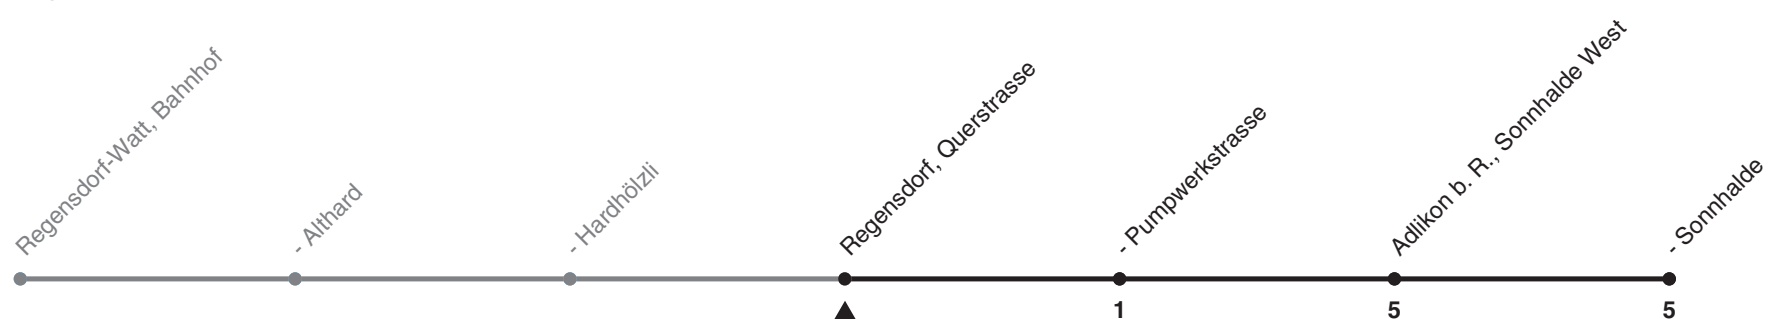 Regensdorf-Watt, Bahnhof
- Althard
- Hardhölzli
Regensdorf, Querstrasse
- Pumpwerkstrasse
Adlikon b. R., Sonnhalde West
- Sonnhalde
1
5
5